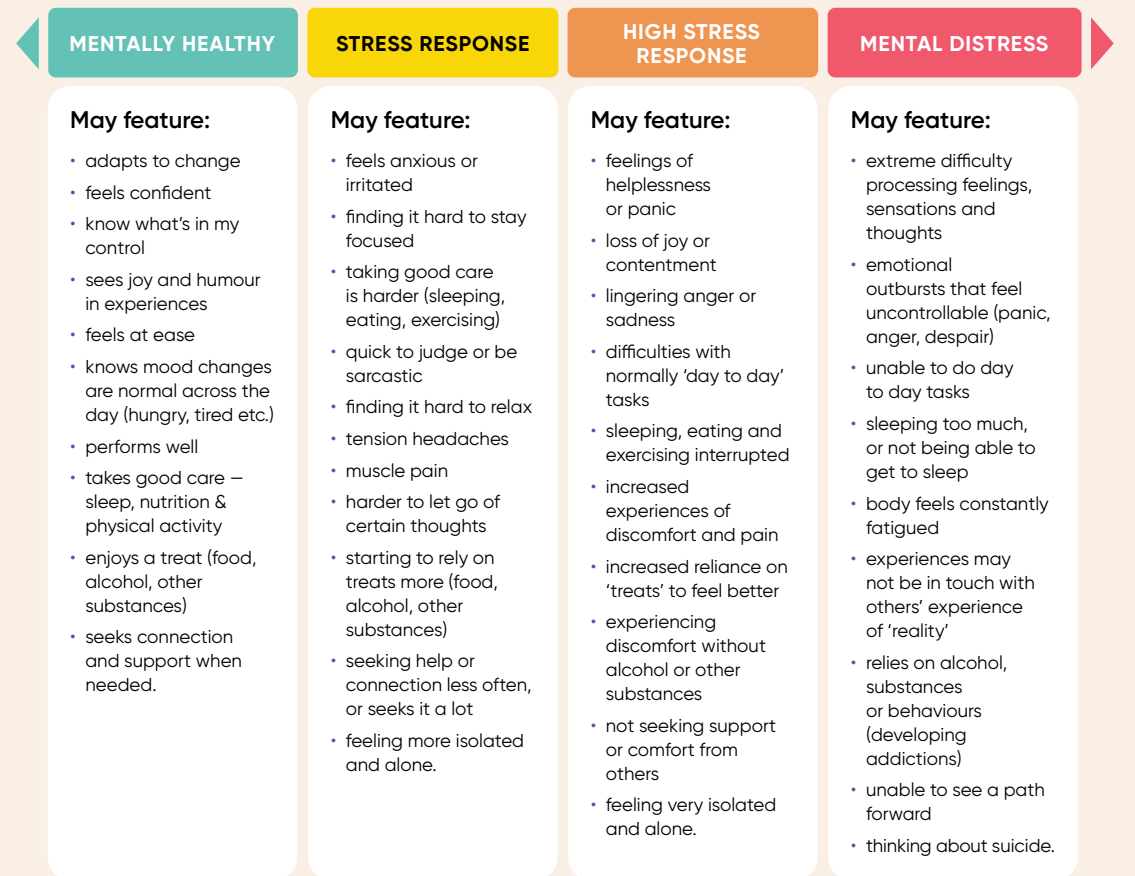 MENTALLY HEALTHY
May feature:
• adapts to change
• feels confident
• know what's in my
control
• sees joy and humour
in experiences
• feels at ease
• knows mood changes
are normal across the
day (hungry, tired etc.)
• performs well
• takes good care –
sleep, nutrition &
physical activity
• enjoys a treat (food,
alcohol, other
substances)
• seeks connection
and support when
needed.
STRESS RESPONSE
May feature:
• feels anxious or
irritated
• finding it hard to stay
focused
• taking good care
is harder (sleeping,
eating, exercising)
• quick to judge or be
sarcastic
• finding it hard to relax
• tension headaches
• muscle pain
• harder to let go of
certain thoughts
• starting to rely on
treats more (food,
alcohol, other
substances)
• seeking help or
connection less often,
or seeks it a lot
• feeling more isolated
and alone.
HIGH STRESS
RESPONSE
May feature:
• feelings of
helplessness
or panic
• loss of joy or
contentment
• lingering anger or
sadness
• difficulties with
normally 'day to day'
tasks
• sleeping, eating and
exercising interrupted
• increased
experiences of
discomfort and pain
• increased reliance on
'treats' to feel better
• experiencing
discomfort without
alcohol or other
substances
• not seeking support
or comfort from
others
• feeling very isolated
and alone.
MENTAL DISTRESS
May feature:
• extreme difficulty
processing feelings,
sensations and
thoughts
• emotional
outbursts that feel
uncontrollable (panic,
anger, despair)
• unable to do day
to day tasks
• sleeping too much,
or not being able to
get to sleep
• body feels constantly
fatigued
• experiences may
not be in touch with
others' experience
of 'reality'
• relies on alcohol,
substances
or behaviours
(developing
addictions)
• unable to see a path
forward
• thinking about suicide.